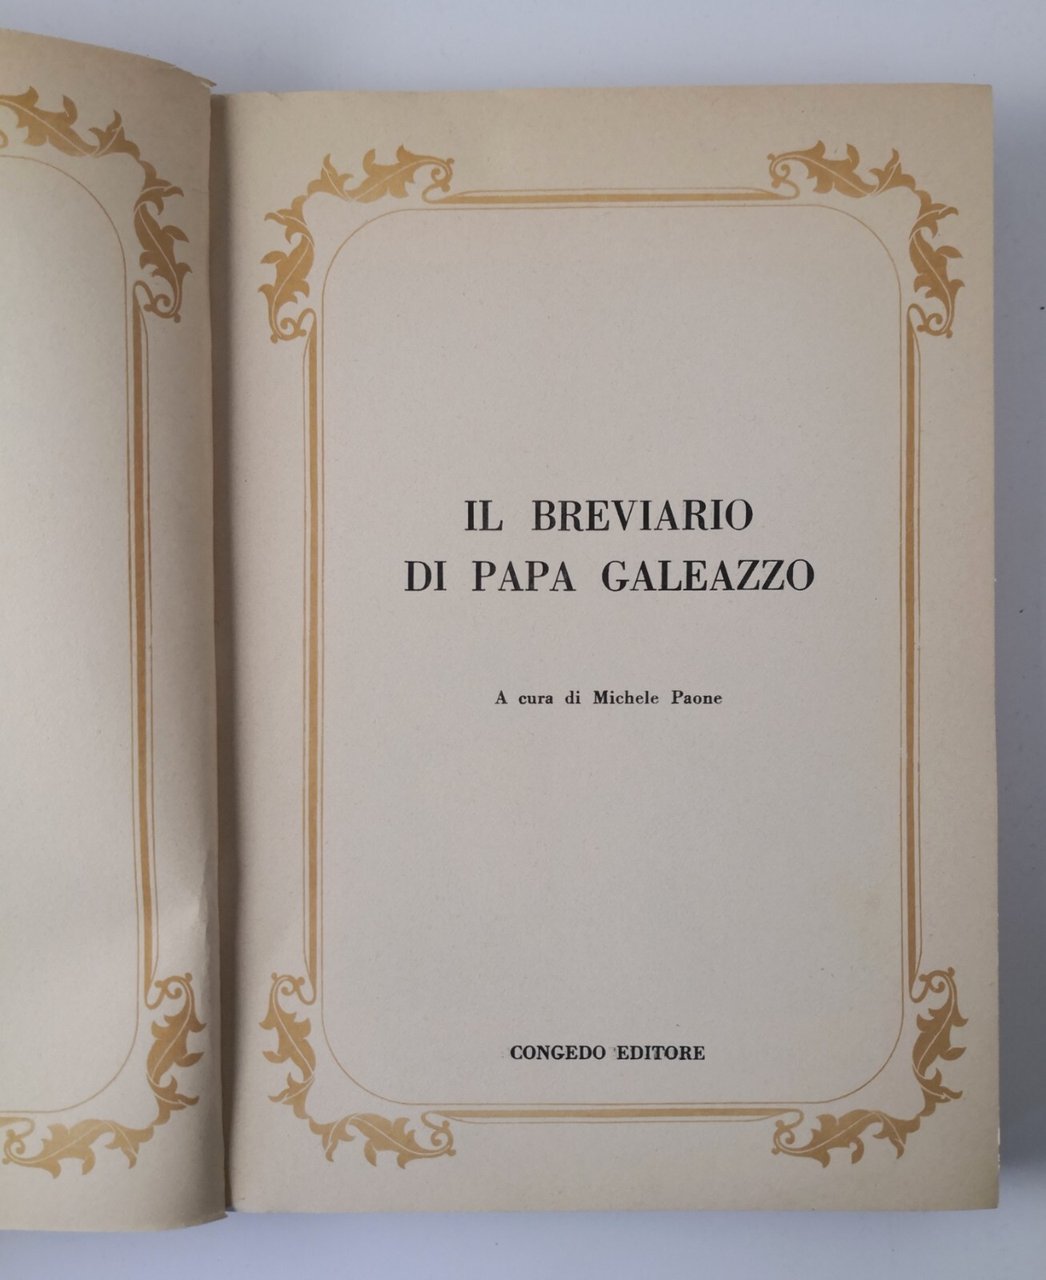 IL BREVIARIO
DI PAPA GALEAZZO
A cura di Michele Paone
CONGEDO EDITORE